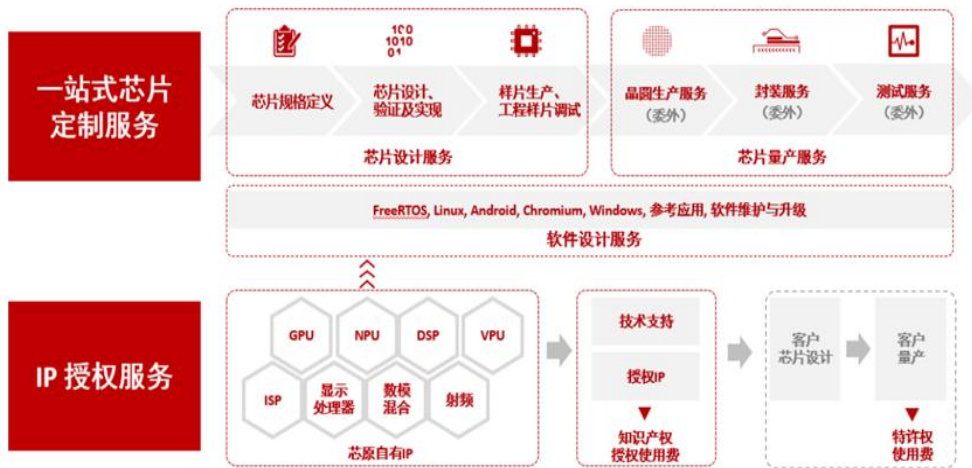 一站式芯片
定制服务
100
1010
01
芯片规格定义
芯片设计、
验证及实现
样片生产、
工程样片调试
芯片设计服务
晶圆生产服务
(委外)
封装服务
(委外)
测试服务
(委外)
芯片量产服务
FreeRTOS, Linux, Android, Chromium, Windows, 参考应用, 软件维护与升级
软件设计服务
IP 授权服务
GPU
NPU
DSP
VPU
ISP
显示
处理器
数模
混合
射频
芯原自有IP
技术支持
授权IP
知识产权
授权使用费
客户
芯片设计
客户
量产
特许权
使用费